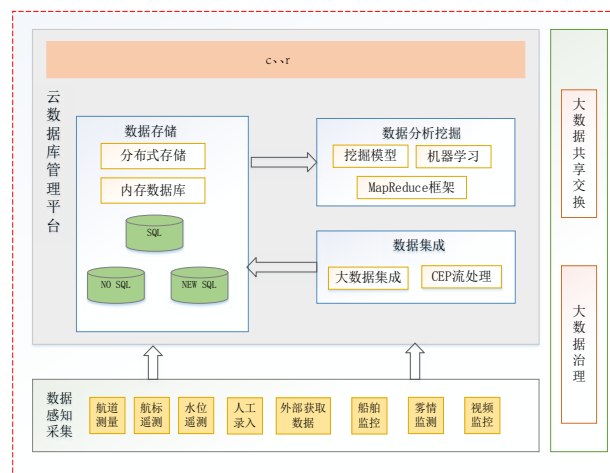 c、、r
云数据库管理平台
数据存储
分布式存储
内存数据库
SQL
NO SQL
NEW SQL
数据分析挖掘
挖掘模型
机器学习
MapReduce框架
数据集成
大数据集成
CEP流处理
数据
感知
采集
航道
测量
航标
遥测
水位
遥测
人工
录入
外部获取
数据
船舶
监控
雾情
监测
视频
监控
大数据共享交换
大数据治理